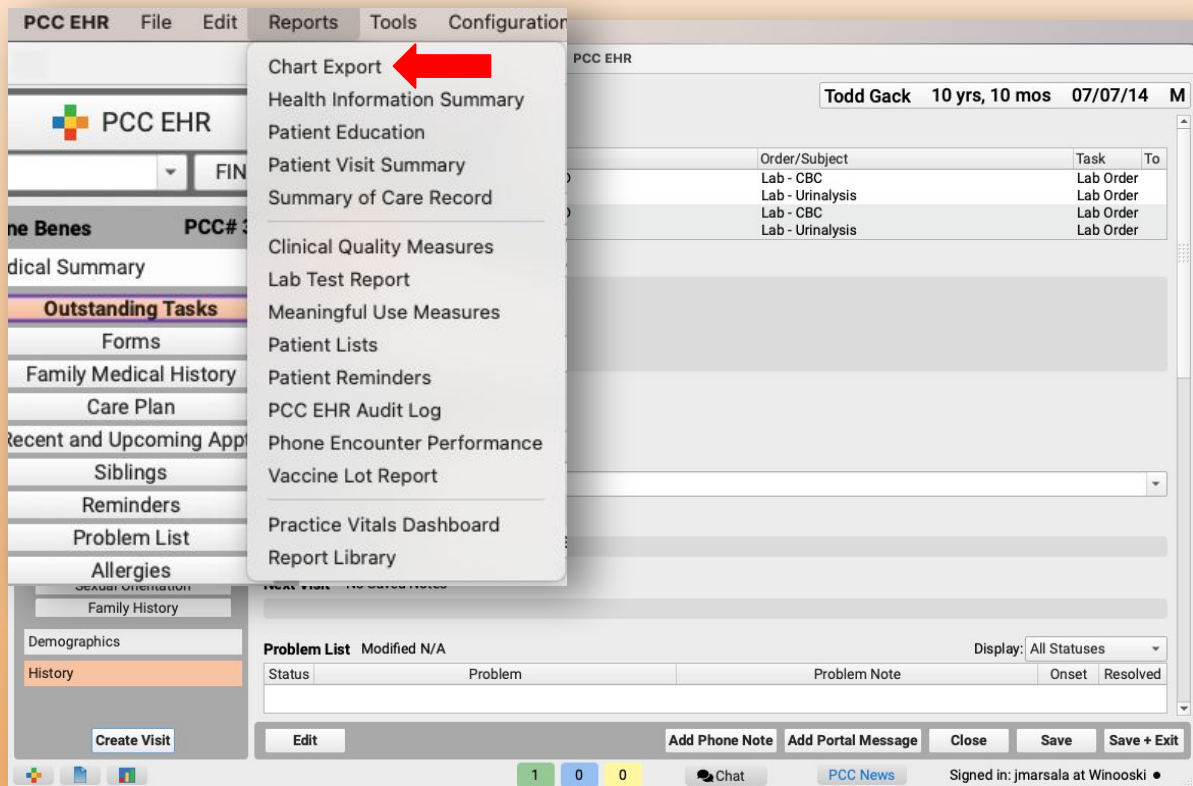 PCC EHR File Edit Reports Tools Configuration
PCC EHR
Chart Export
Health Information Summary
Patient Education
Patient Visit Summary
Summary of Care Record
Clinical Quality Measures
Lab Test Report
Meaningful Use Measures
Patient Lists
Patient Reminders
PCC EHR Audit Log
Phone Encounter Performance
Vaccine Lot Report
Practice Vitals Dashboard
Report Library
PCC EHR
FIN
ne Benes PCC#
dical Summary
Outstanding Tasks
Forms
Family Medical History
Care Plan
Recent and Upcoming Appt
Siblings
Reminders
Problem List
Allergies
Sexual Orientation
Family History
Demographics
History
Create Visit
Todd Gack 10 yrs, 10 mos 07/07/14 M
Order/Subject Task To
Lab - CBC Lab Order
Lab - Urinalysis Lab Order
Lab - CBC Lab Order
Lab - Urinalysis Lab Order
Next Visit No Saved Notes
Problem List Modified N/A Display: All Statuses
Status Problem Problem Note Onset Resolved
Edit Add Phone Note Add Portal Message Close Save Save + Exit
1 0 0 Chat PCC News Signed in: jmarsala at Winooski